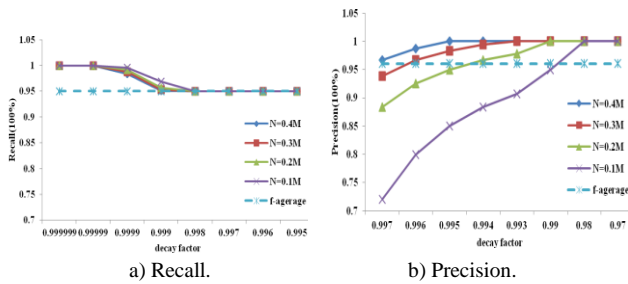 1.05
1
0.95
0.9
0.85
0.8
0.75
0.7
Recall(100%)
N=0.4M
N=0.3M
N=0.2M
N=0.1M
f-agerage
0.999999 0.99999 0.9999 0.999 0.998 0.997 0.996 0.995
decay factor
a) Recall.
1.05
1
0.95
0.9
0.85
0.8
0.75
0.7
Precision(100%)
N=0.4M
N=0.3M
N=0.2M
N=0.1M
f-agerage
0.997 0.996 0.995 0.994 0.993 0.99 0.98 0.97
decay factor
b) Precision.